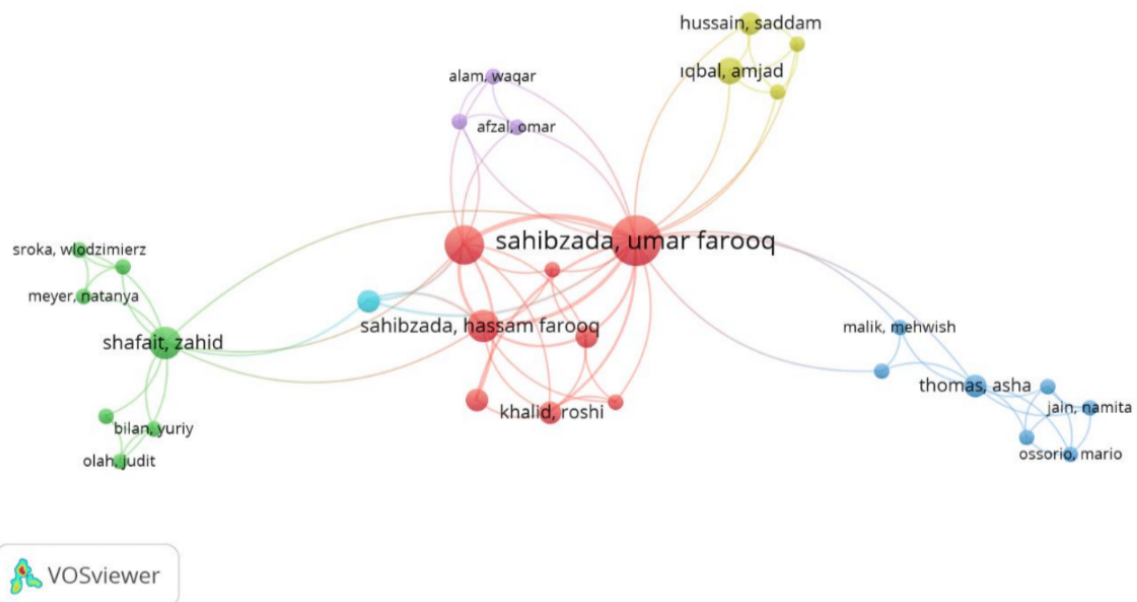 hussain, saddam
iqbal, amjad
alam, waqar
afzal, omar
sahibzada, umar farooq
sroka, wlodzimierz
meyer, natanya
shafait, zahid
sahibzada, hassam farooq
malik, mehwish
thomas, asha
jain, namita
khalid, roshi
bilan, yuriy
olah, judit
ossorio, mario
VOSviewer